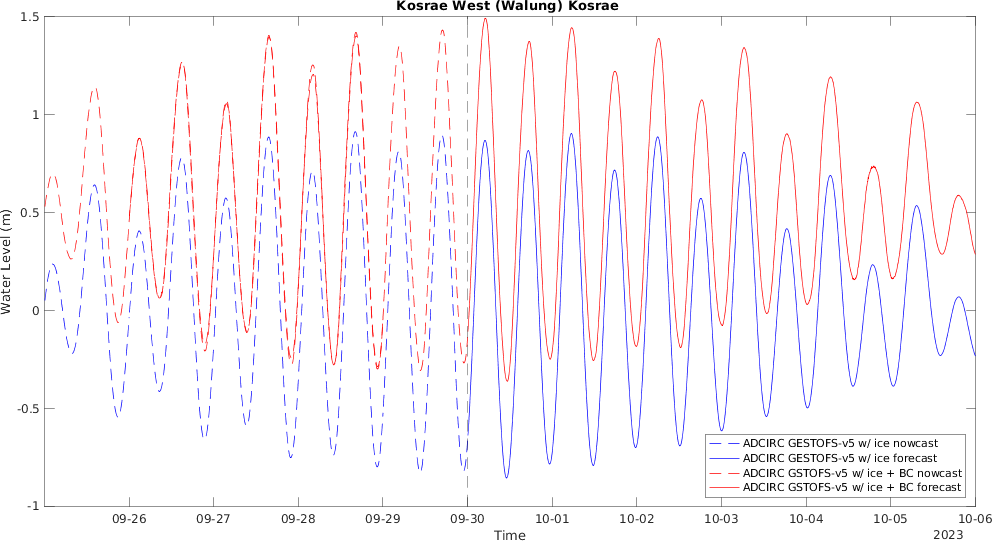 Kosrae West (Walung) Kosrae
1.5
1
0.5
0
-0.5
-1
Water Level (m)
09-26 09-27 09-28 09-29 09-30 10-01 10-02 10-03 10-04 10-05 10-06
Time
2023
ADCIRC GESTOFS-v5 w/ ice nowcast
ADCIRC GESTOFS-v5 w/ ice forecast
ADCIRC GSTOFS-v5 w/ ice + BC nowcast
ADCIRC GSTOFS-v5 w/ ice + BC forecast